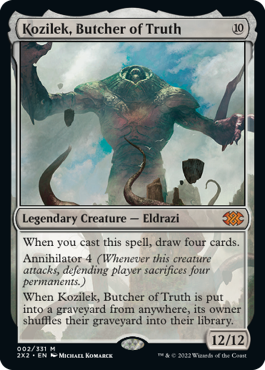 Kozilek, Butcher of Truth 10
Legendary Creature — Eldrazi
When you cast this spell, draw four cards.
Annihilator 4 (Whenever this creature
attacks, defending player sacrifices four
permanents.)
When Kozilek, Butcher of Truth is put
into a graveyard from anywhere, its owner
shuffles their graveyard into their library.
12/12
002/331 M
2X2 • EN MICHAEL KOMARCK
™ & © 2022 Wizards of the Coast